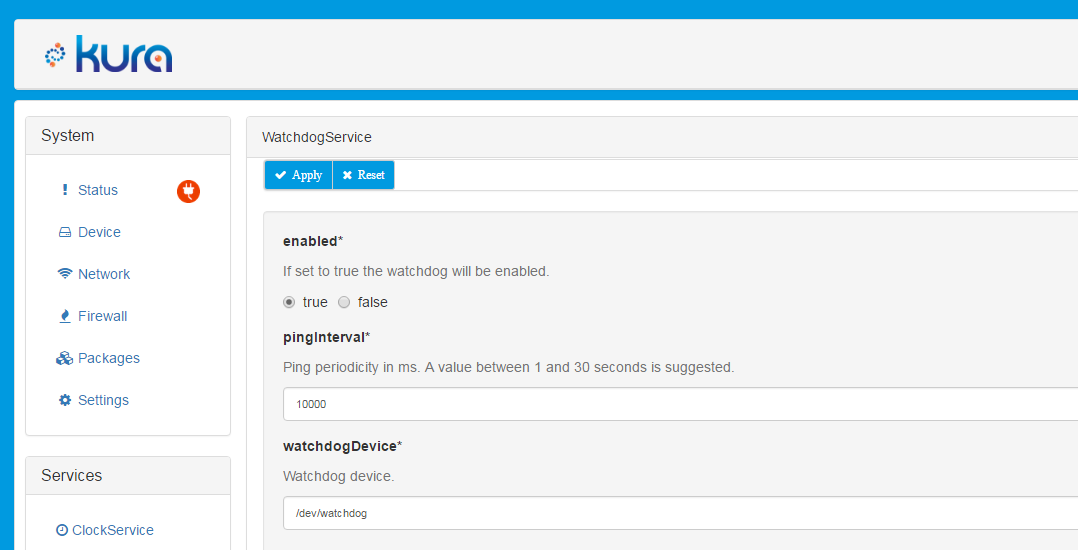 kura
System
Status
Device
Network
Firewall
Packages
Settings
Services
ClockService
WatchdogService
Apply Reset
enabled*
If set to true the watchdog will be enabled.
true false
pingInterval*
Ping periodicity in ms. A value between 1 and 30 seconds is suggested.
10000
watchdogDevice*
Watchdog device.
/dev/watchdog